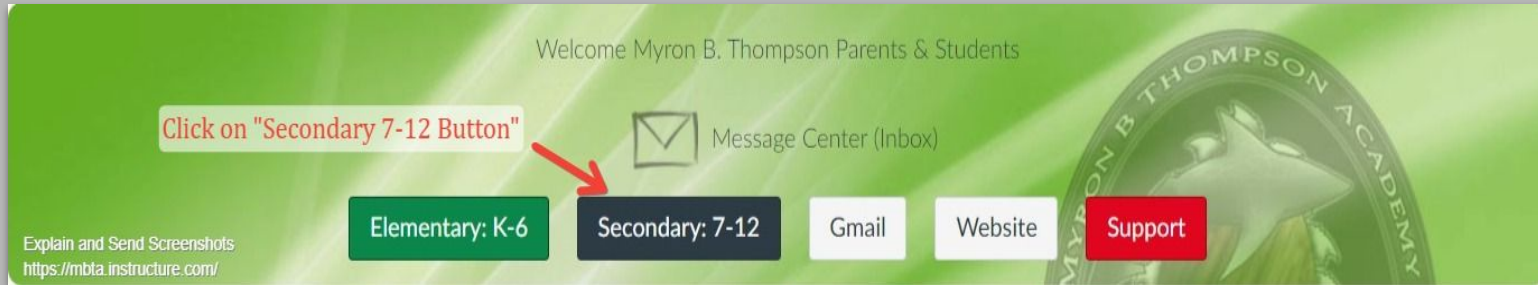 Welcome Myron B. Thompson Parents & Students
Click on "Secondary 7-12 Button"
Message Center (Inbox)
Elementary: K-6
Secondary: 7-12
Gmail
Website
Support
Explain and Send Screenshots
https://mbta.instructure.com/
MYRON B THOMPSON ACADEMY